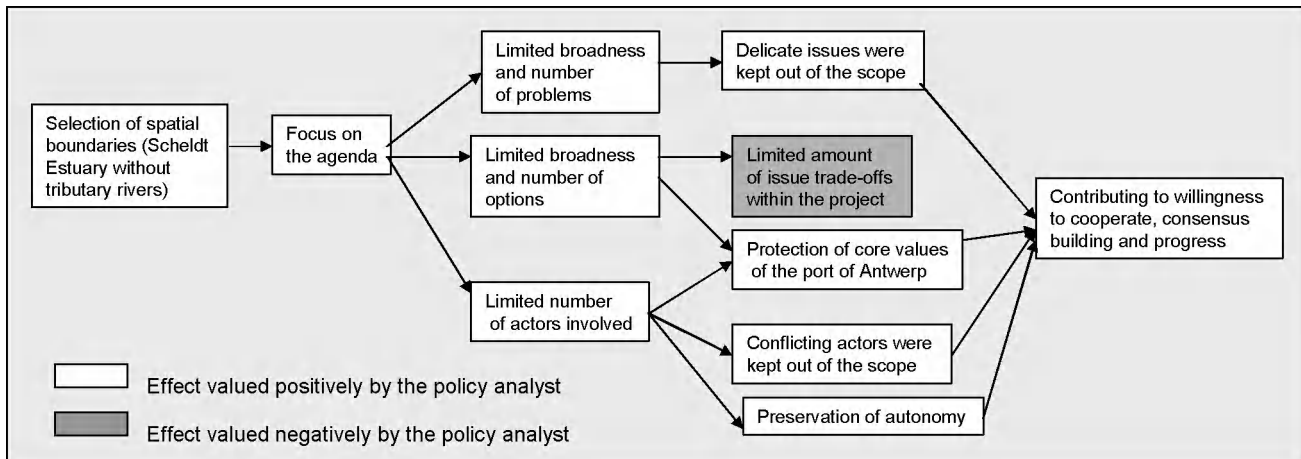 Selection of spatial
boundaries (Scheldt
Estuary without
tributary rivers)
Focus on
the agenda
Limited broadness
and number
of problems
Limited broadness
and number of
options
Limited number
of actors involved
Delicate issues were
kept out of the scope
Limited amount
of issue trade-offs
within the project
Protection of core values
of the port of Antwerp
Conflicting actors were
kept out of the scope
Preservation of autonomy
Contributing to willingness
to cooperate, consensus
building and progress
Effect valued positively by the policy analyst
Effect valued negatively by the policy analyst